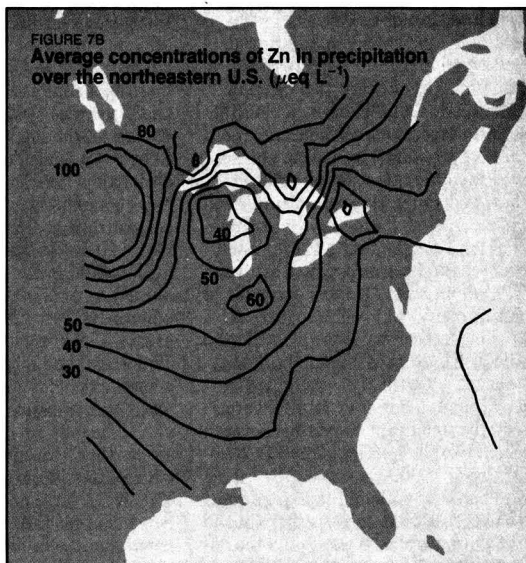 FIGURE 7B
Average concentrations of Zn in precipitation
over the northeastern U.S. (μeq L⁻¹)
80
100
40
50
60
50
40
30